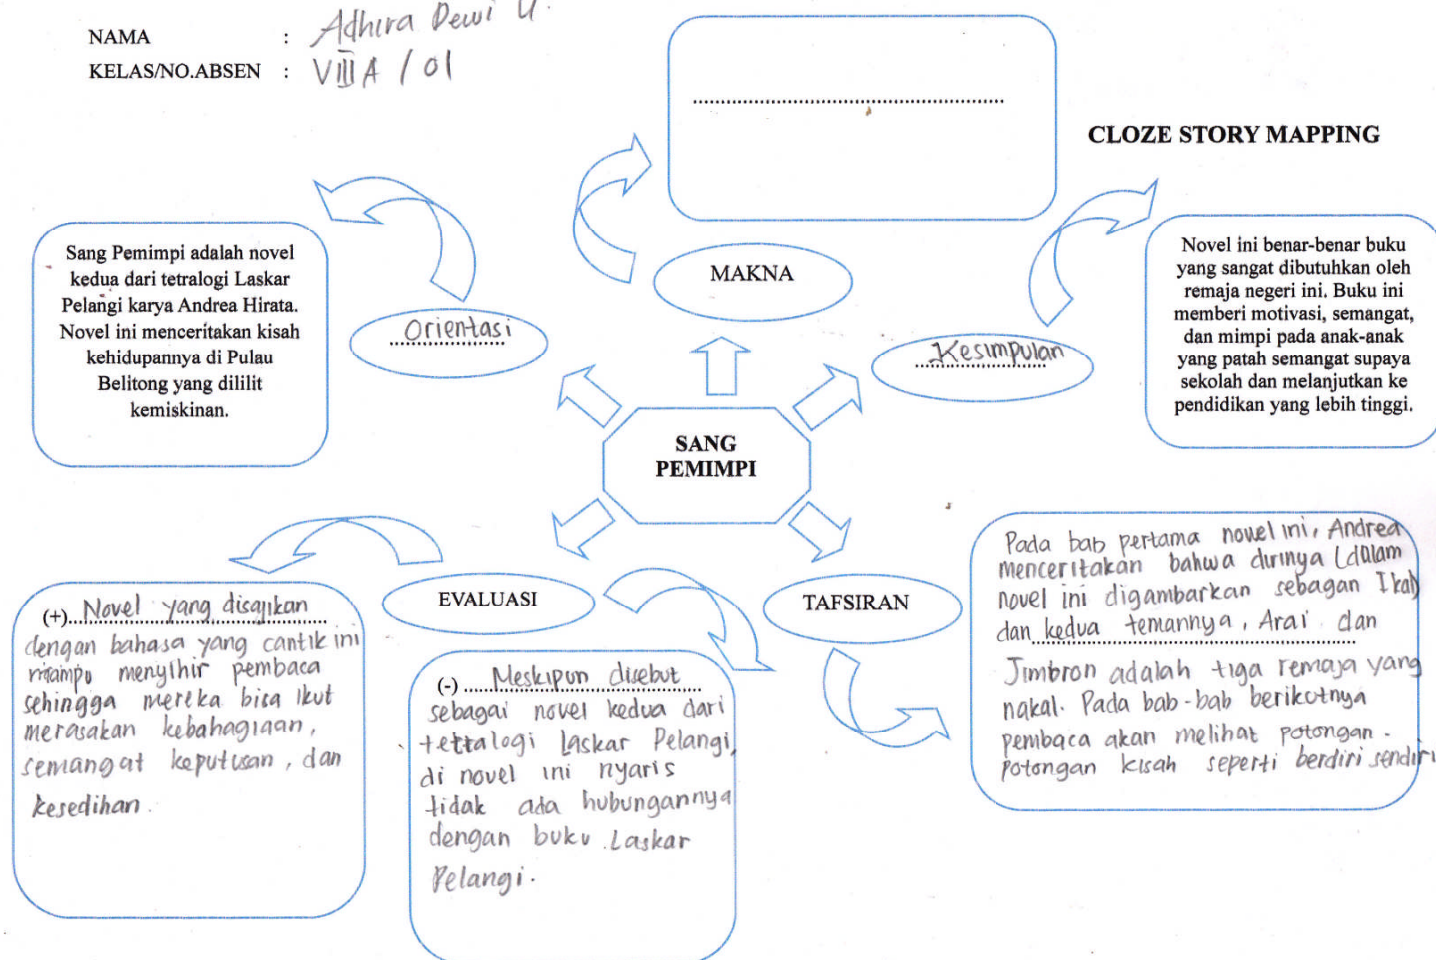 NAMA : Adhira Dewi U.
KELAS/NO.ABSEN : VIII A / 01
CLOZE STORY MAPPING
Sang Pemimpi adalah novel
kedua dari tetralogi Laskar
Pelangi karya Andrea Hirata.
Novel ini menceritakan kisah
kehidupannya di Pulau
Belitong yang dililit
kemiskinan.
Orientasi
MAKNA
Kesimpulan
Novel ini benar-benar buku
yang sangat dibutuhkan oleh
remaja negeri ini. Buku ini
memberi motivasi, semangat,
dan mimpi pada anak-anak
yang patah semangat supaya
sekolah dan melanjutkan ke
pendidikan yang lebih tinggi.
SANG
PEMIMPI
EVALUASI
TAFSIRAN
(+) Novel yang disajikan
dengan bahasa yang cantik ini
mampu menyihir pembaca
sehingga mereka bisa ikut
merasakan kebahagiaan,
semangat keputusan, dan
kesedihan.
(-) Meskipun disebut
sebagai novel kedua dari
tetralogi Laskar Pelangi,
di novel ini nyaris
tidak ada hubungannya
dengan buku Laskar
Pelangi.
Pada bab pertama novel ini, Andrea
menceritakan bahwa dirinya (dalam
novel ini digambarkan sebagan Ikal)
dan kedua temannya, Arai dan
Jimbron adalah tiga remaja yang
nakal. Pada bab-bab berikutnya
pembaca akan melihat potongan-
potongan kisah seperti berdiri sendiri